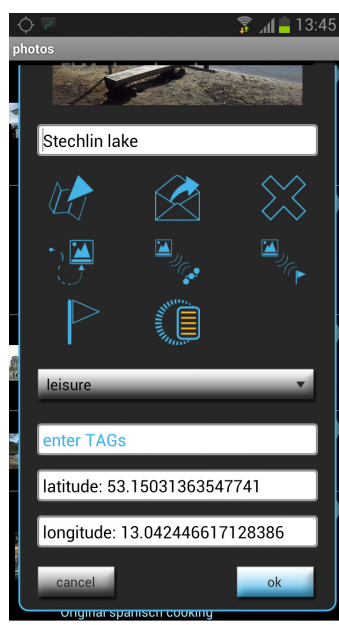 13:45
photos
Stechlin lake
leisure
enter TAGs
latitude: 53.15031363547741
longitude: 13.042446617128386
cancel
ok
Original spanisch cooking